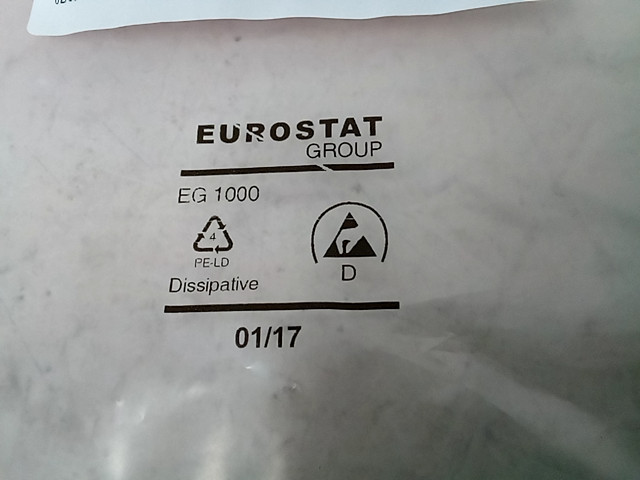 EUROSTAT
GROUP
EG 1000
4
PE-LD
Dissipative
D
01/17